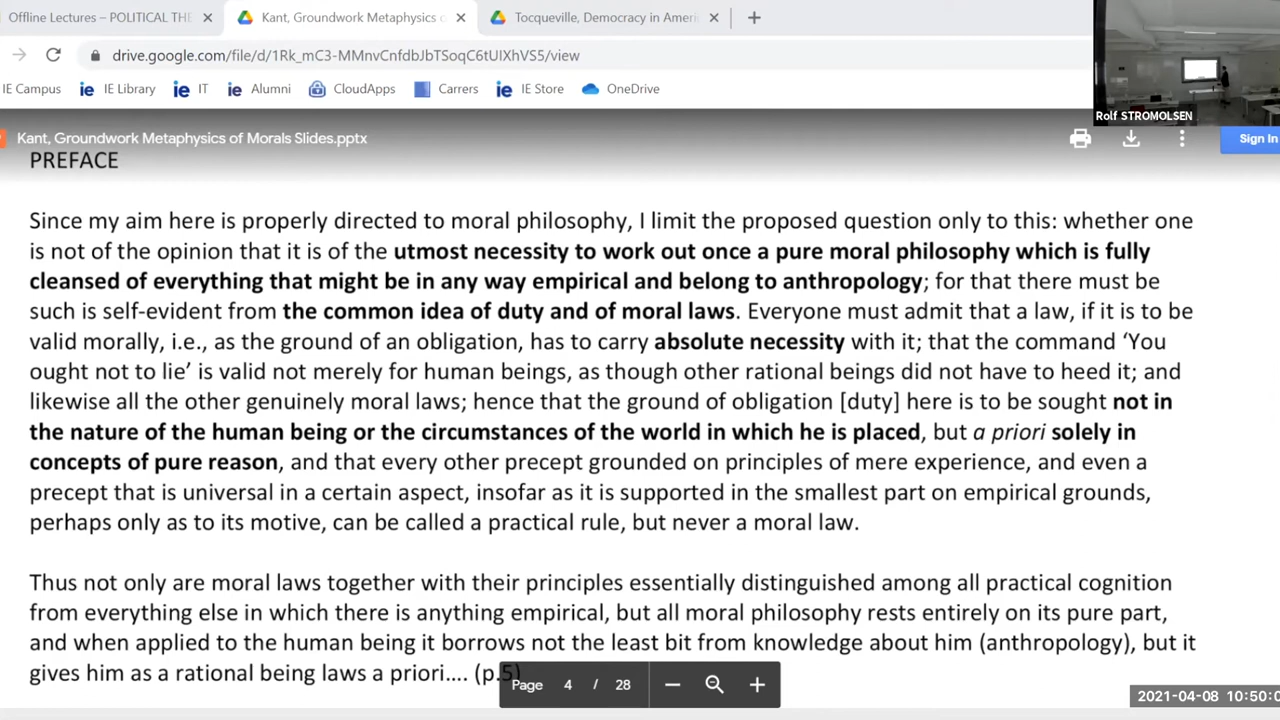 Offline Lectures – POLITICAL THE
Kant, Groundwork Metaphysics o
Tocqueville, Democracy in Ameri
drive.google.com/file/d/1Rk_mC3-MMnvCnfdbJbTSoqC6tUIXhVS5/view
IE Campus
IE Library
IT
Alumni
CloudApps
Carrers
IE Store
OneDrive
Rolf STROMOLSEN
Kant, Groundwork Metaphysics of Morals Slides.pptx
Sign In
PREFACE
Since my aim here is properly directed to moral philosophy, I limit the proposed question only to this: whether one
is not of the opinion that it is of the utmost necessity to work out once a pure moral philosophy which is fully
cleansed of everything that might be in any way empirical and belong to anthropology; for that there must be
such is self-evident from the common idea of duty and of moral laws. Everyone must admit that a law, if it is to be
valid morally, i.e., as the ground of an obligation, has to carry absolute necessity with it; that the command ‘You
ought not to lie’ is valid not merely for human beings, as though other rational beings did not have to heed it; and
likewise all the other genuinely moral laws; hence that the ground of obligation [duty] here is to be sought not in
the nature of the human being or the circumstances of the world in which he is placed, but a priori solely in
concepts of pure reason, and that every other precept grounded on principles of mere experience, and even a
precept that is universal in a certain aspect, insofar as it is supported in the smallest part on empirical grounds,
perhaps only as to its motive, can be called a practical rule, but never a moral law.
Thus not only are moral laws together with their principles essentially distinguished among all practical cognition
from everything else in which there is anything empirical, but all moral philosophy rests entirely on its pure part,
and when applied to the human being it borrows not the least bit from knowledge about him (anthropology), but it
gives him as a rational being laws a priori.... (p.5)
Page 4 / 28
2021-04-08 10:50:0